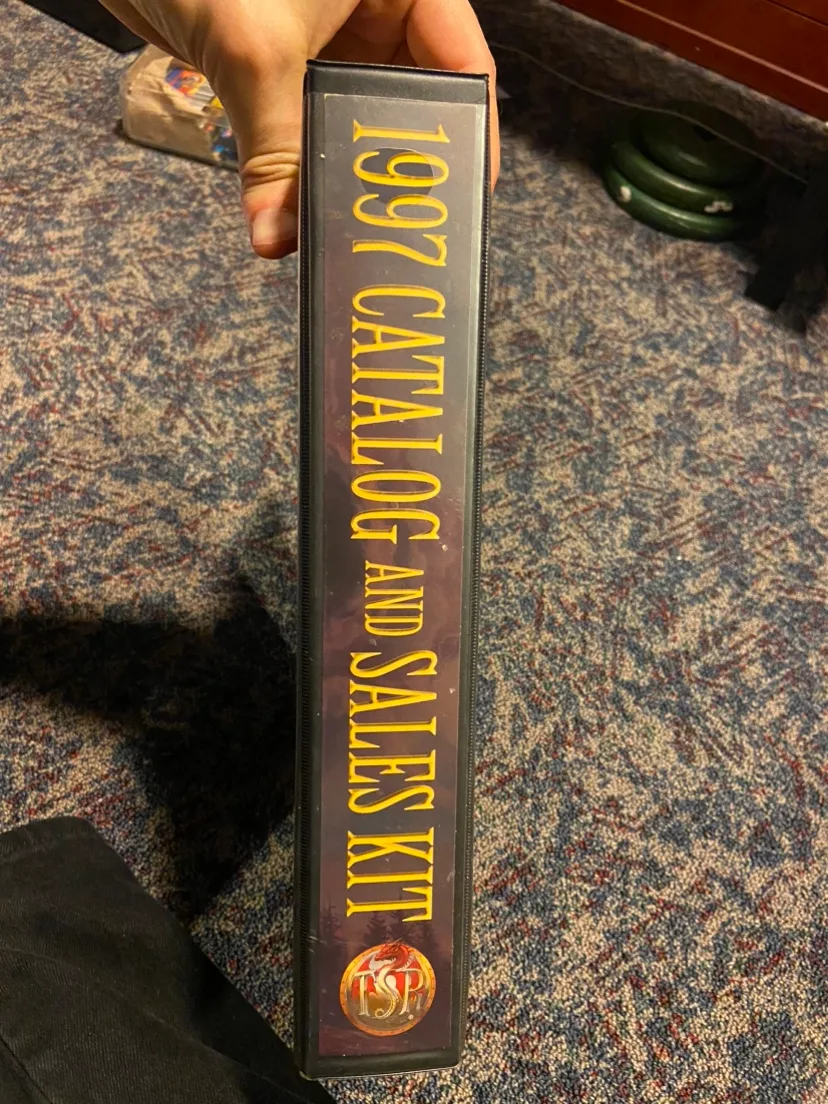 1997 CATALOG AND SALES KIT
TSR